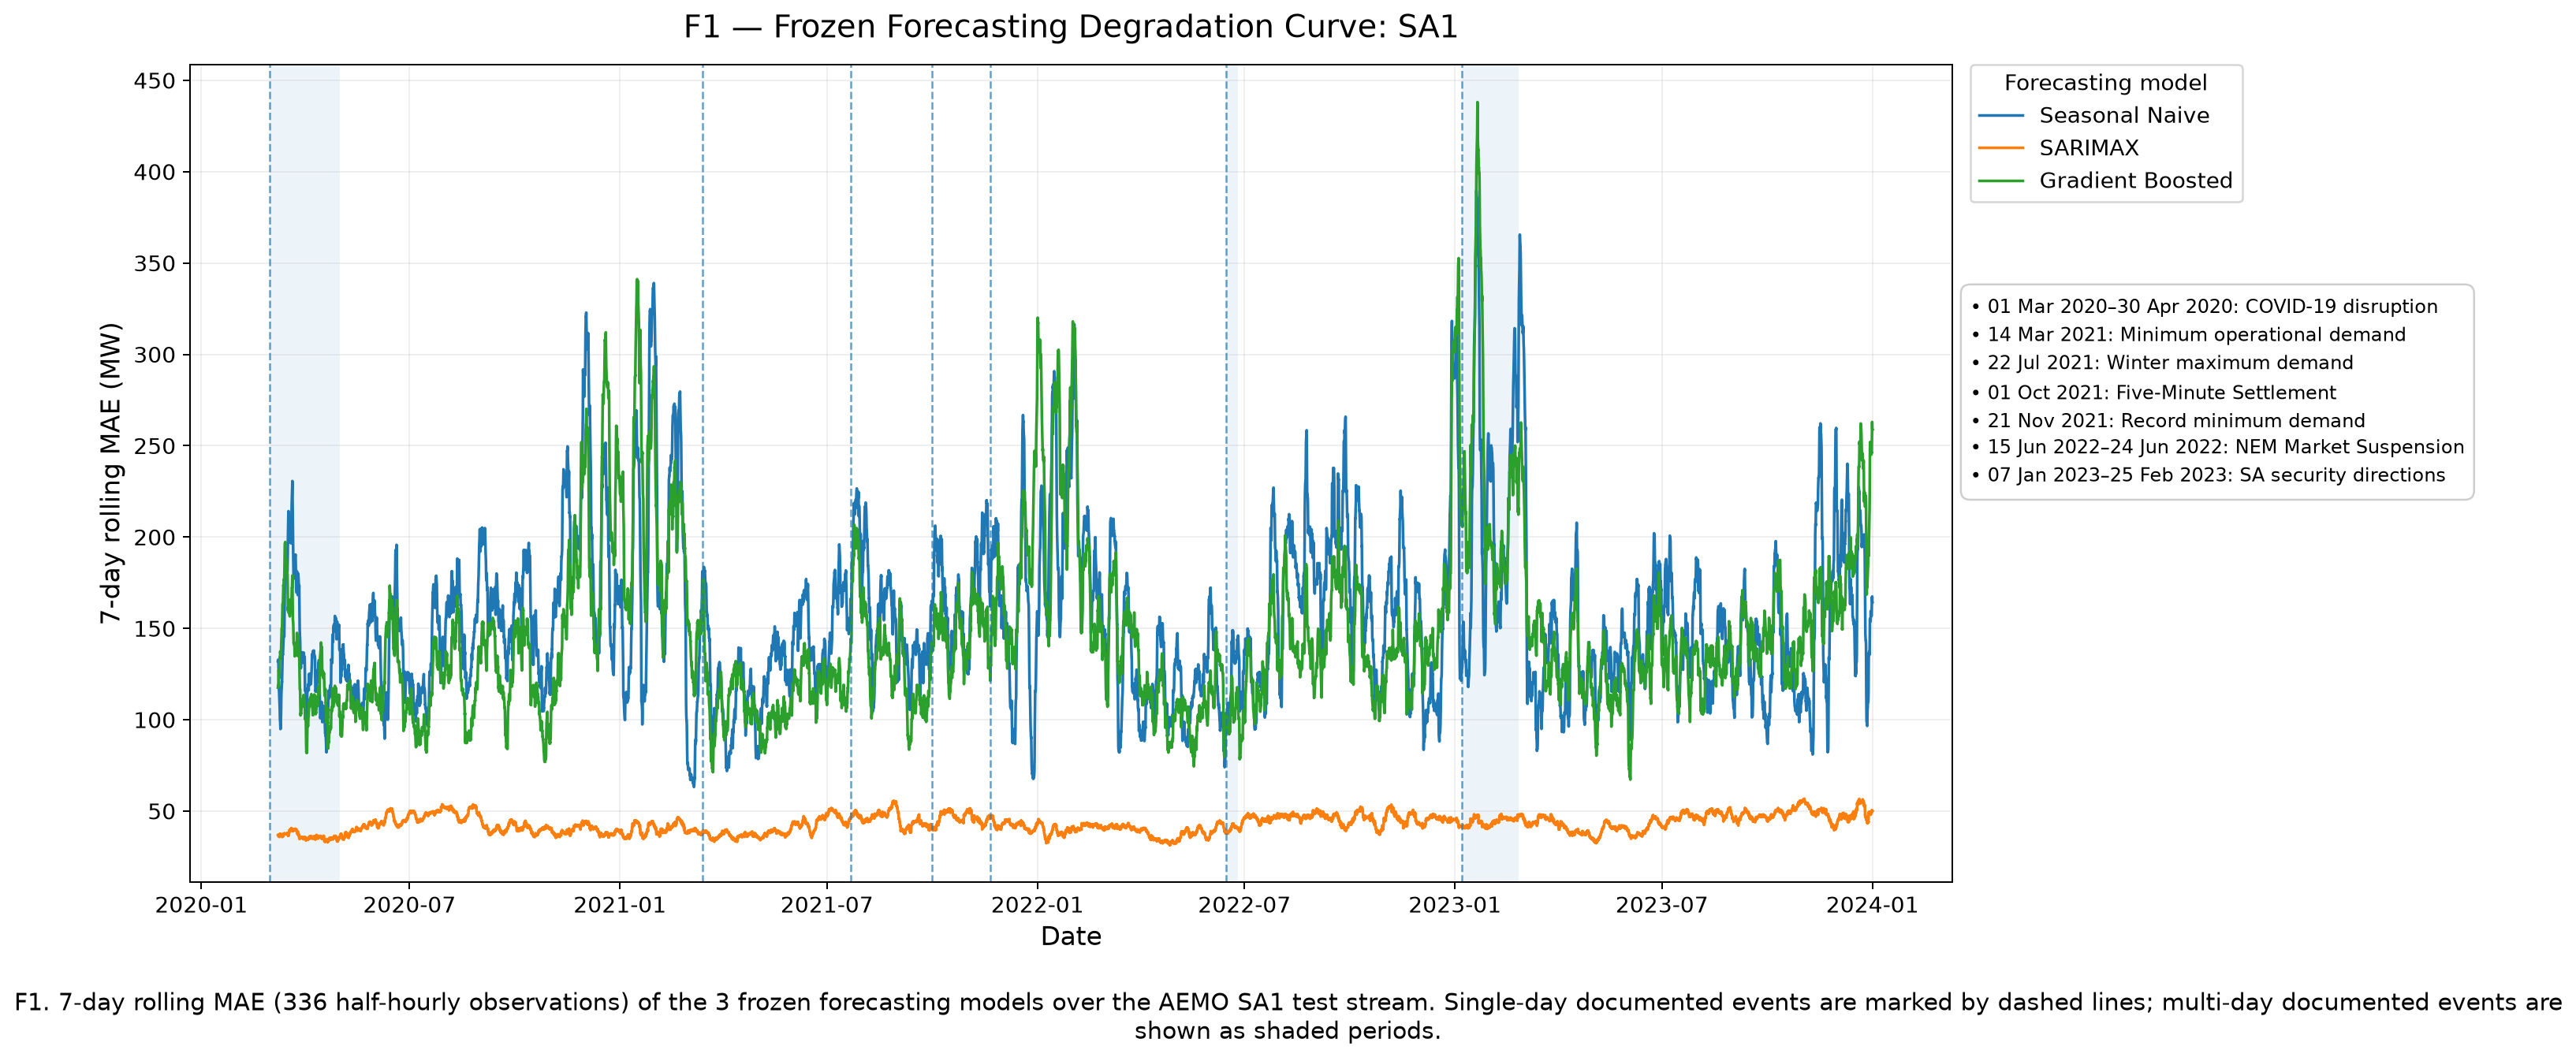 F1 — Frozen Forecasting Degradation Curve: SA1
450
400
350
300
250
200
150
100
50
7-day rolling MAE (MW)
2020-01
2020-07
2021-01
2021-07
2022-01
2022-07
2023-01
2023-07
2024-01
Date
Forecasting model
Seasonal Naive
SARIMAX
Gradient Boosted
• 01 Mar 2020–30 Apr 2020: COVID-19 disruption
• 14 Mar 2021: Minimum operational demand
• 22 Jul 2021: Winter maximum demand
• 01 Oct 2021: Five-Minute Settlement
• 21 Nov 2021: Record minimum demand
• 15 Jun 2022–24 Jun 2022: NEM Market Suspension
• 07 Jan 2023–25 Feb 2023: SA security directions
F1. 7-day rolling MAE (336 half-hourly observations) of the 3 frozen forecasting models over the AEMO SA1 test stream. Single-day documented events are marked by dashed lines; multi-day documented events are
shown as shaded periods.